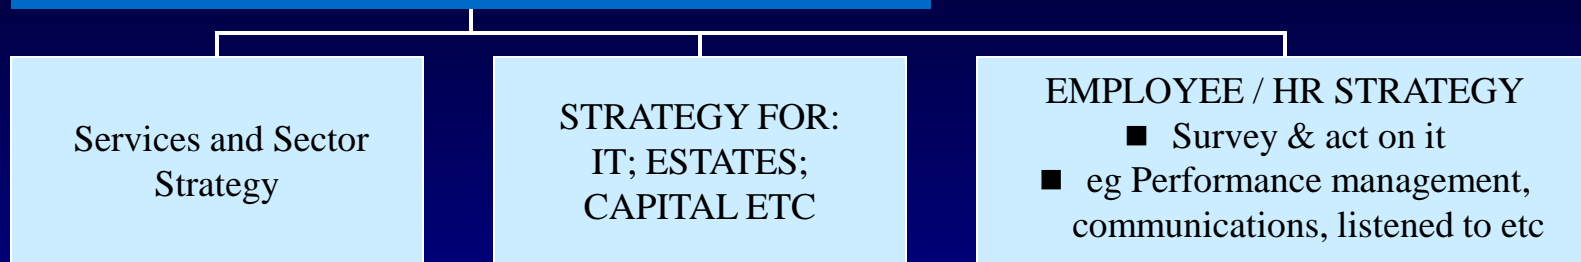 Services and Sector
Strategy
STRATEGY FOR:
IT; ESTATES;
CAPITAL ETC
EMPLOYEE / HR STRATEGY
■ Survey & act on it
■ eg Performance management,
communications, listened to etc